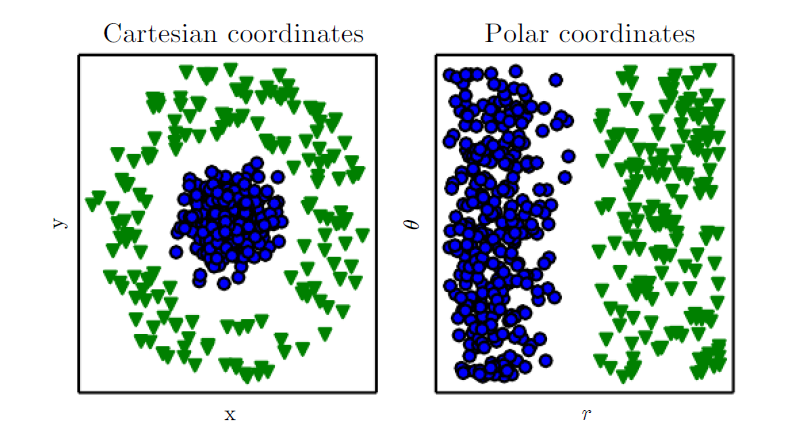 Cartesian coordinates
Polar coordinates
y
θ
x
r